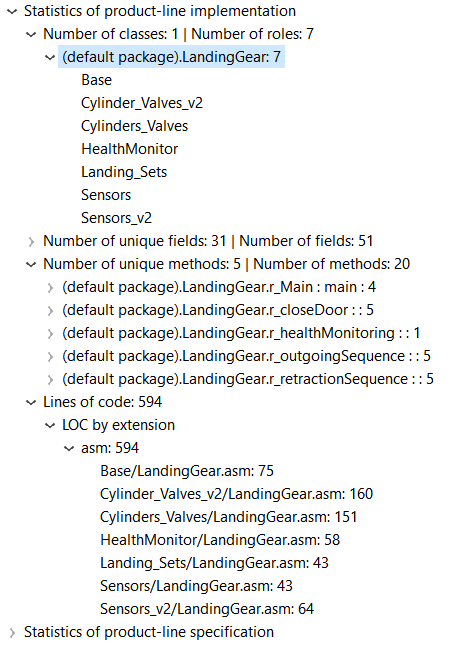 Statistics of product-line implementation
Number of classes: 1 | Number of roles: 7
(default package).LandingGear: 7
Base
Cylinder_Valves_v2
Cylinders_Valves
HealthMonitor
Landing_Sets
Sensors
Sensors_v2
Number of unique fields: 31 | Number of fields: 51
Number of unique methods: 5 | Number of methods: 20
(default package).LandingGear.r_Main : main : 4
(default package).LandingGear.r_closeDoor : : 5
(default package).LandingGear.r_healthMonitoring : : 1
(default package).LandingGear.r_outgoingSequence : : 5
(default package).LandingGear.r_retractionSequence : : 5
Lines of code: 594
LOC by extension
asm: 594
Base/LandingGear.asm: 75
Cylinder_Valves_v2/LandingGear.asm: 160
Cylinders_Valves/LandingGear.asm: 151
HealthMonitor/LandingGear.asm: 58
Landing_Sets/LandingGear.asm: 43
Sensors/LandingGear.asm: 43
Sensors_v2/LandingGear.asm: 64
Statistics of product-line specification